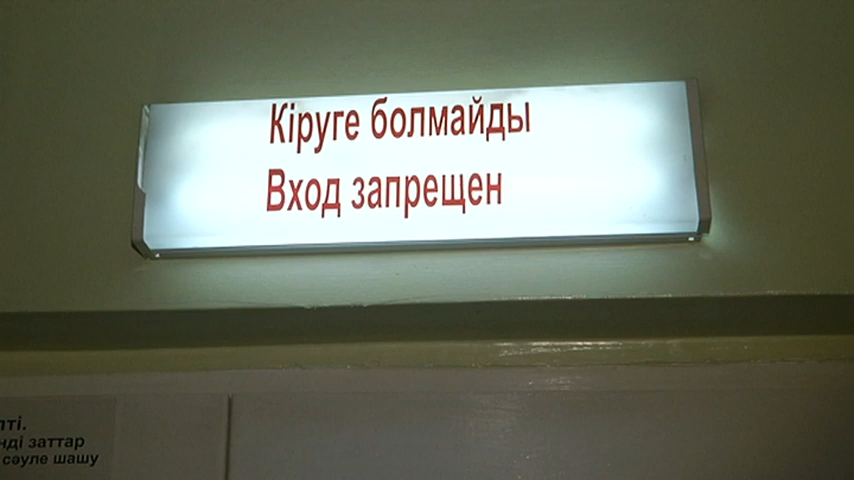 Кіруге болмайды
Вход запрещен
заттар
сәуле шашу